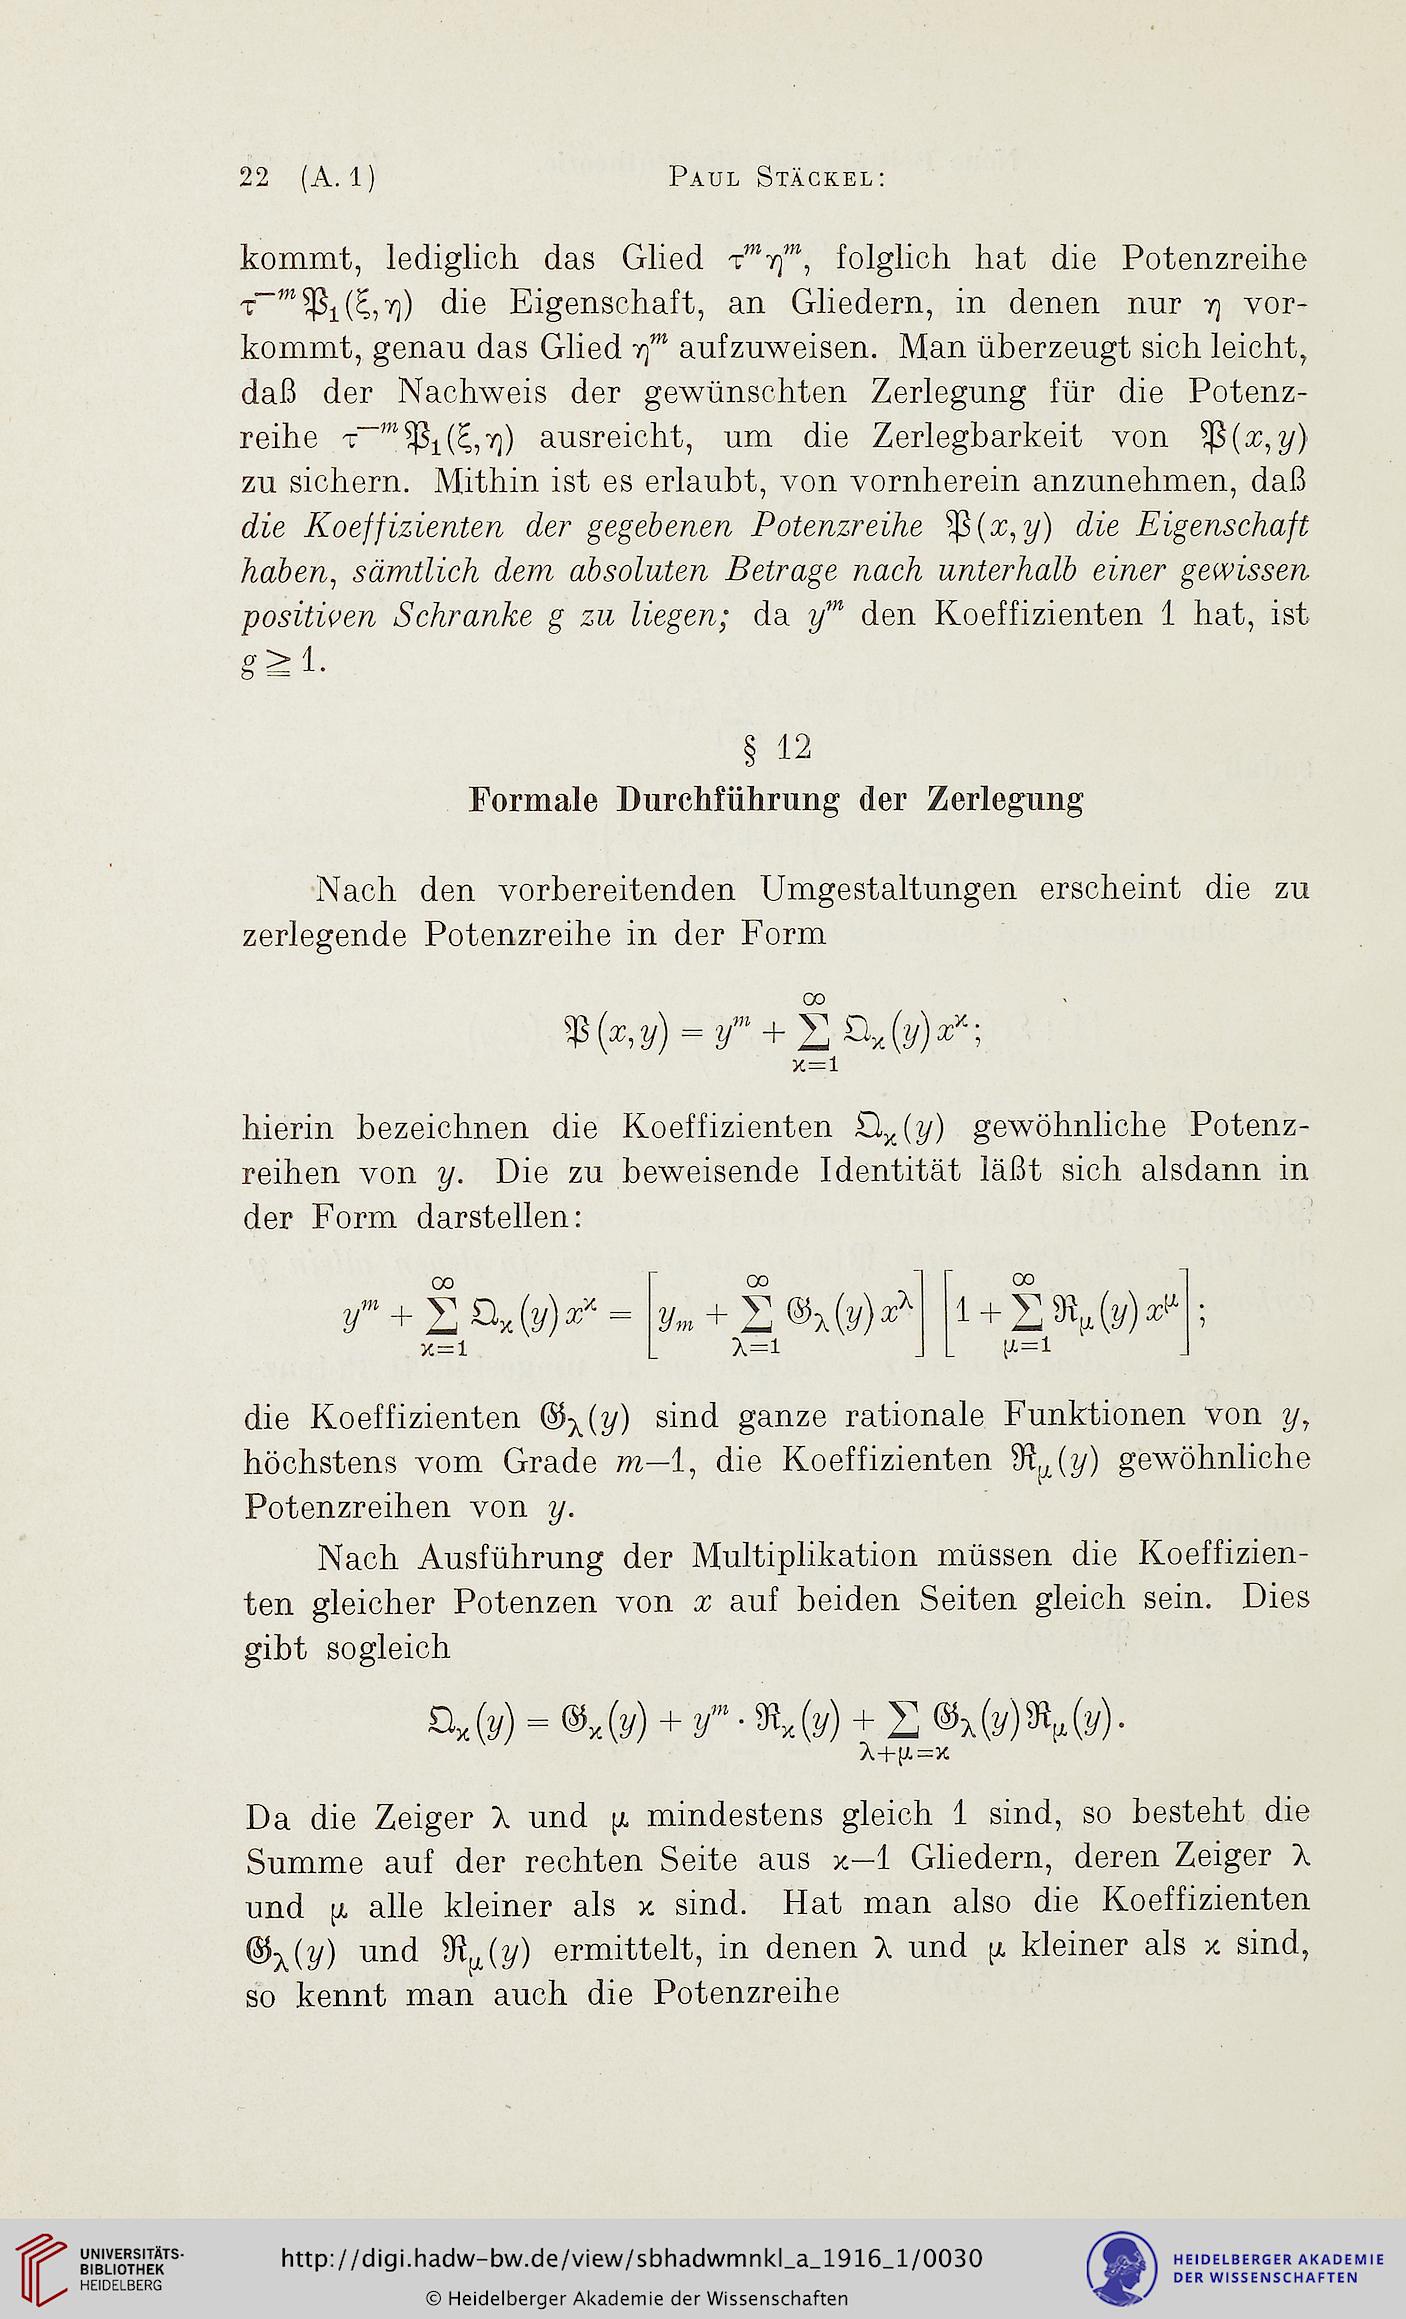 22 (A. 1) Paul Stäckel:
kommt, lediglich das Glied τᵐηᵐ, folglich hat die Potenzreihe
τ⁻ᵐ𝔓₁(ξ,η) die Eigenschaft, an Gliedern, in denen nur η vor-
kommt, genau das Glied ηᵐ aufzuweisen. Man überzeugt sich leicht,
daß der Nachweis der gewünschten Zerlegung für die Potenz-
reihe τ⁻ᵐ𝔓₁(ξ,η) ausreicht, um die Zerlegbarkeit von 𝔓(x,y)
zu sichern. Mithin ist es erlaubt, von vornherein anzunehmen, daß
die Koeffizienten der gegebenen Potenzreihe 𝔓(x,y) die Eigenschaft
haben, sämtlich dem absoluten Betrage nach unterhalb einer gewissen
positiven Schranke g zu liegen; da yᵐ den Koeffizienten 1 hat, ist
g ≧ 1.
§ 12
Formale Durchführung der Zerlegung
Nach den vorbereitenden Umgestaltungen erscheint die zu
zerlegende Potenzreihe in der Form
𝔓(x,y) = y^m + ∑_{ϰ=1}^{∞} 𝔔_ϰ(y) x^ϰ;
hierin bezeichnen die Koeffizienten 𝔔_ϰ(y) gewöhnliche Potenz-
reihen von y. Die zu beweisende Identität läßt sich alsdann in
der Form darstellen:
y^m + ∑_{ϰ=1}^{∞} 𝔔_ϰ(y) x^ϰ = [y_m + ∑_{λ=1}^{∞} 𝔊_λ(y) x^λ] [1 + ∑_{μ=1}^{∞} ℜ_μ(y) x^μ];
die Koeffizienten 𝔊_λ(y) sind ganze rationale Funktionen von y,
höchstens vom Grade m—1, die Koeffizienten ℜ_μ(y) gewöhnliche
Potenzreihen von y.
Nach Ausführung der Multiplikation müssen die Koeffizien-
ten gleicher Potenzen von x auf beiden Seiten gleich sein. Dies
gibt sogleich
𝔔_ϰ(y) = 𝔊_ϰ(y) + y^m · ℜ_ϰ(y) + ∑_{λ+μ=ϰ} 𝔊_λ(y) ℜ_μ(y).
Da die Zeiger λ und μ mindestens gleich 1 sind, so besteht die
Summe auf der rechten Seite aus ϰ—1 Gliedern, deren Zeiger λ
und μ alle kleiner als ϰ sind. Hat man also die Koeffizienten
𝔊_λ(y) und ℜ_μ(y) ermittelt, in denen λ und μ kleiner als ϰ sind,
so kennt man auch die Potenzreihe
UNIVERSITÄTS-
BIBLIOTHEK
HEIDELBERG
http://digi.hadw-bw.de/view/sbhadwmnkl_a_1916_1/0030
© Heidelberger Akademie der Wissenschaften
HEIDELBERGER AKADEMIE
DER WISSENSCHAFTEN